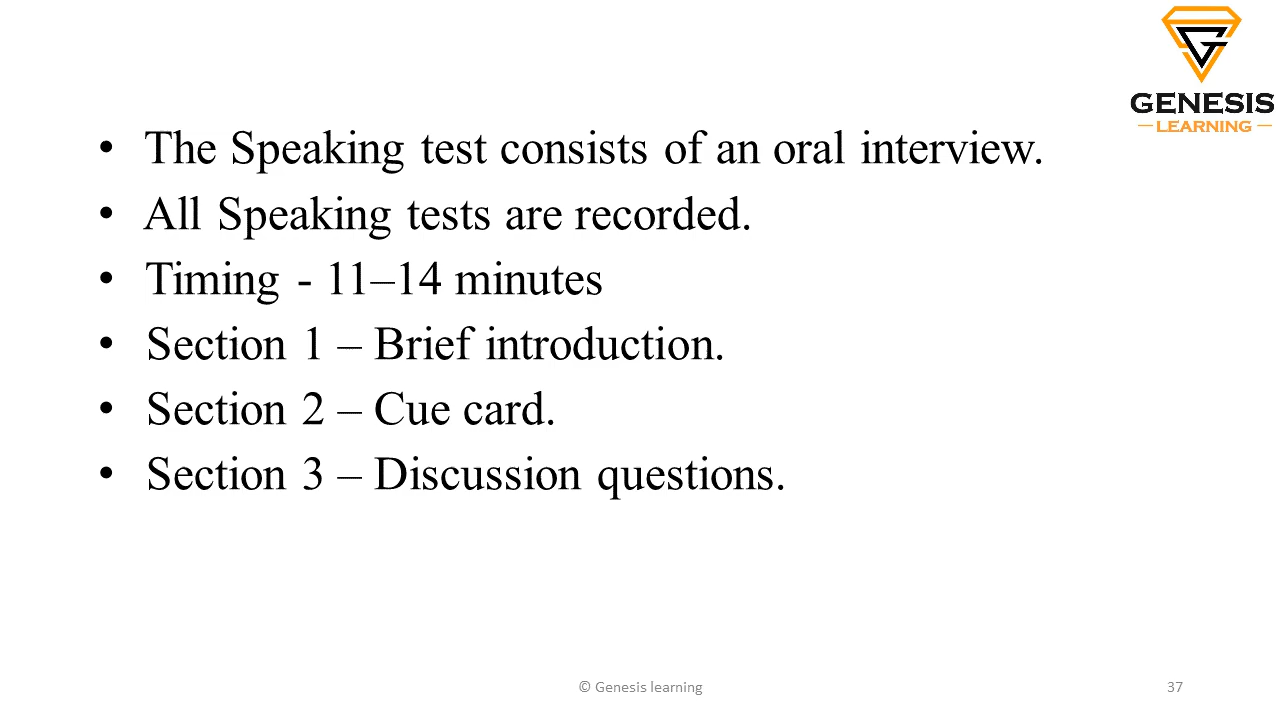 GENESIS
LEARNING
• The Speaking test consists of an oral interview.
• All Speaking tests are recorded.
• Timing - 11–14 minutes
• Section 1 – Brief introduction.
• Section 2 – Cue card.
• Section 3 – Discussion questions.
© Genesis learning
37